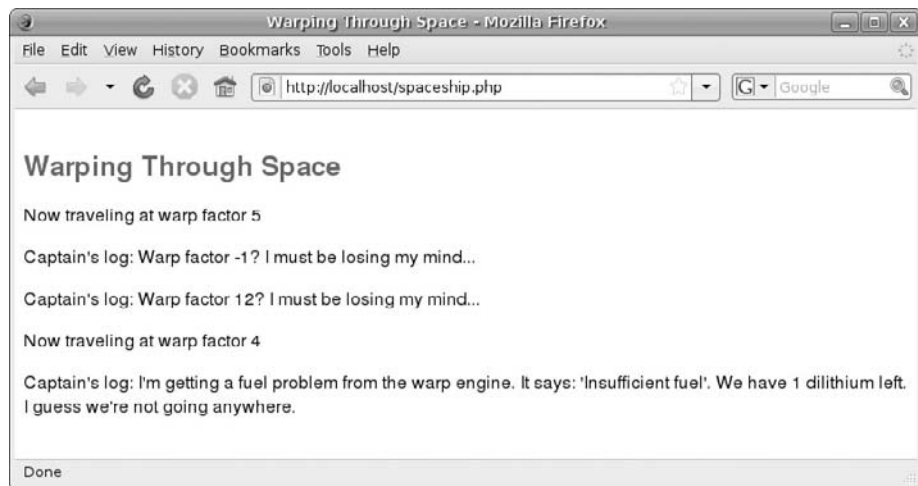 Warping Through Space - Mozilla Firefox
File Edit View History Bookmarks Tools Help
http://localhost/spaceship.php
G Google
Warping Through Space
Now traveling at warp factor 5
Captain's log: Warp factor -1? I must be losing my mind...
Captain's log: Warp factor 12? I must be losing my mind...
Now traveling at warp factor 4
Captain's log: I'm getting a fuel problem from the warp engine. It says: 'Insufficient fuel'. We have 1 dilithium left.
I guess we're not going anywhere.
Done